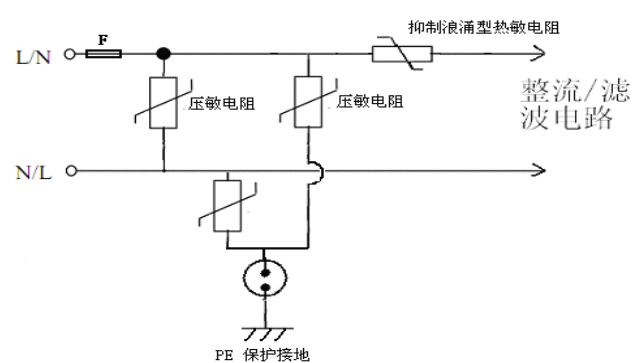 抑制浪涌型热敏电阻
L/N
F
压敏电阻
压敏电阻
整流/滤
波电路
N/L
PE 保护接地